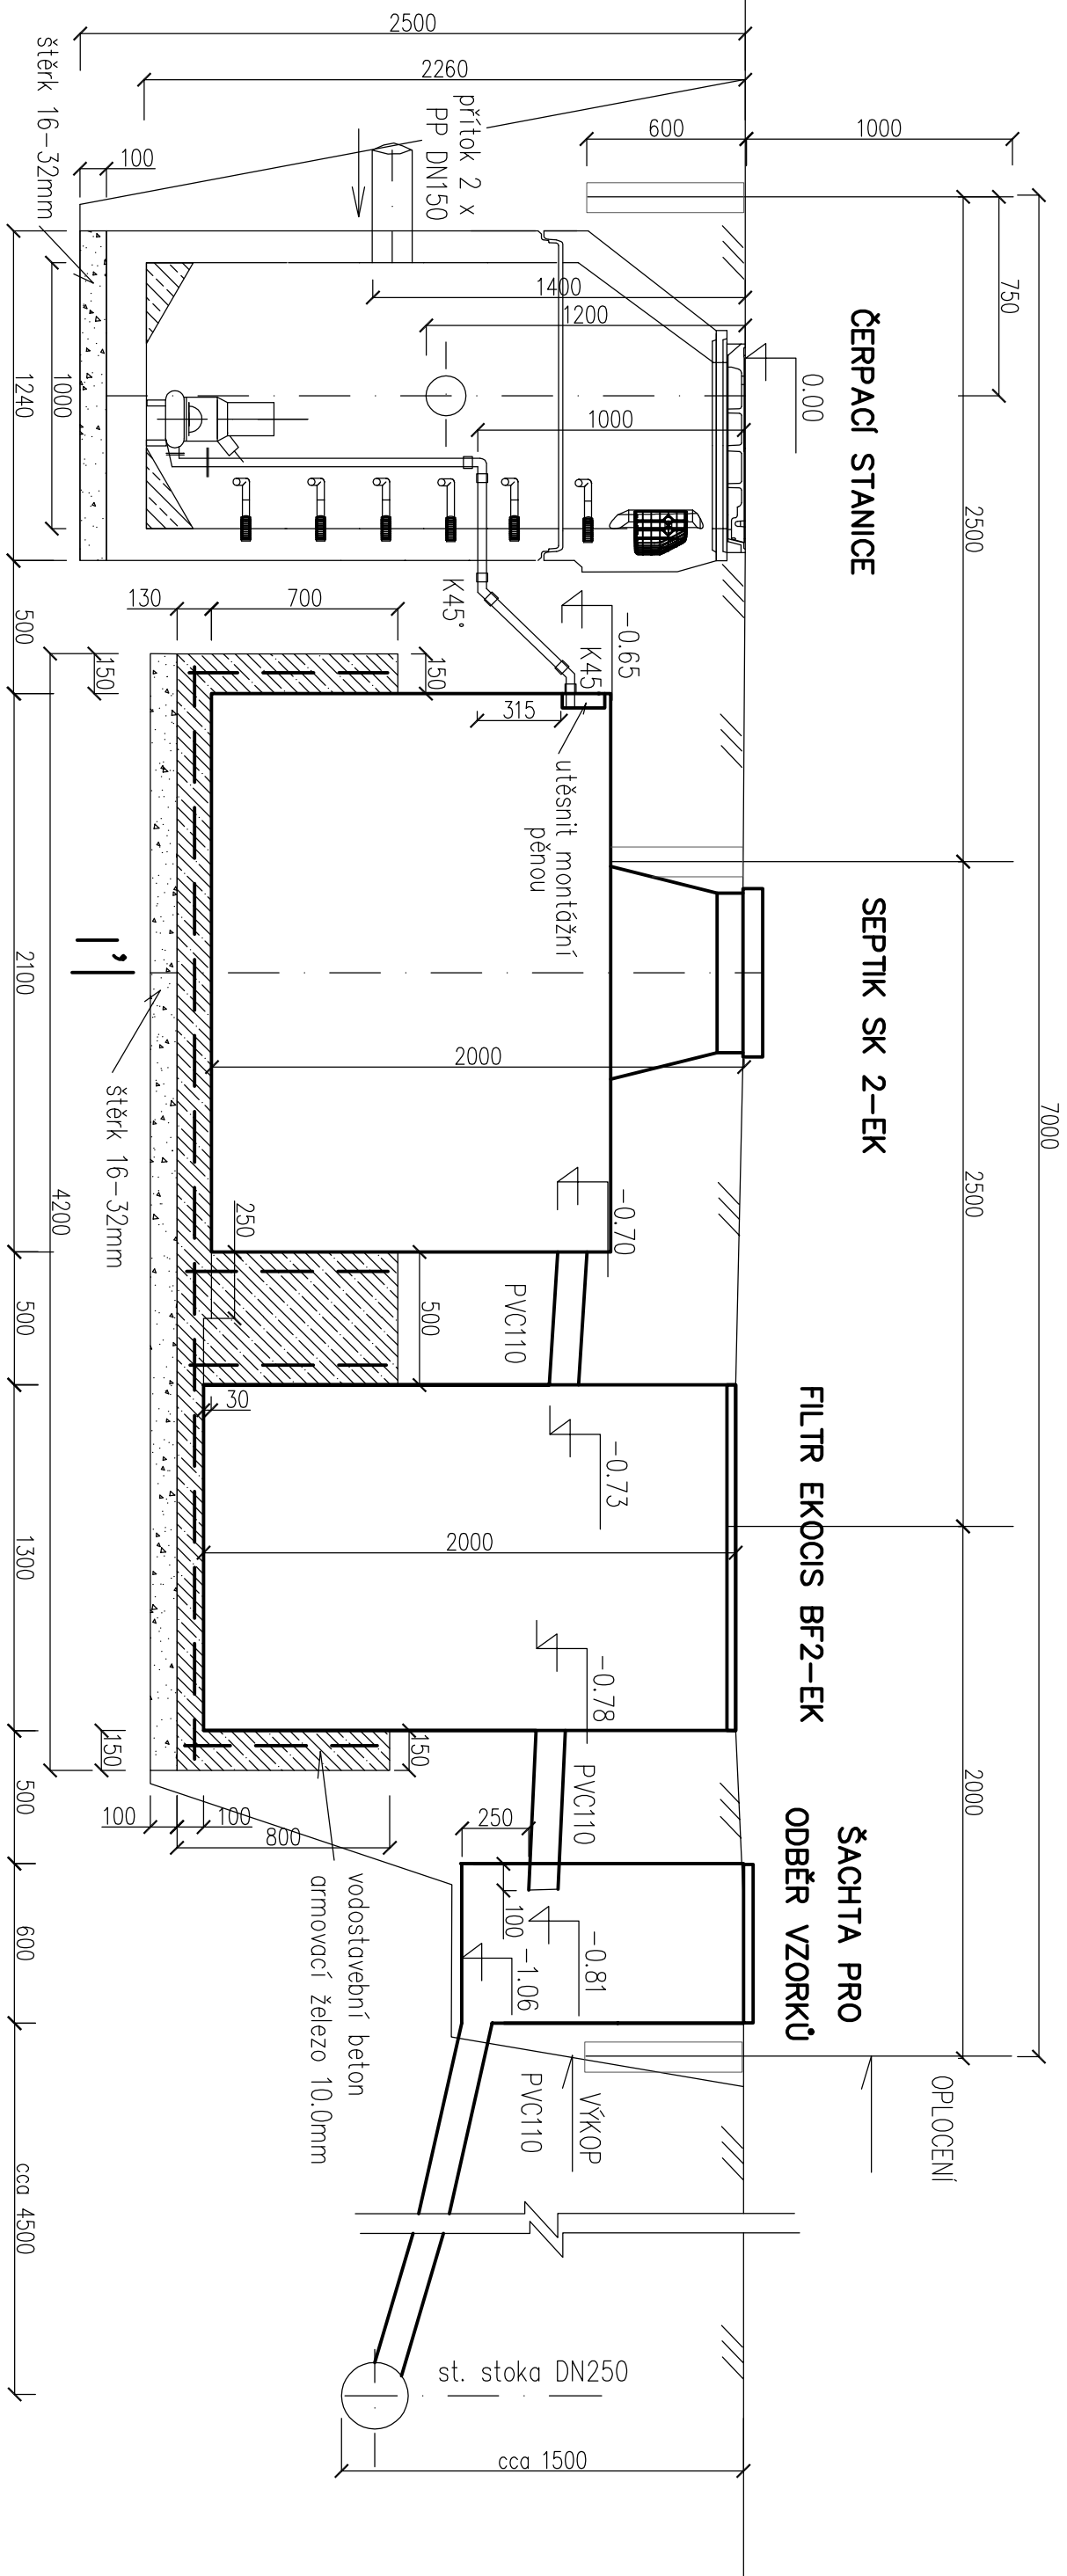 7000
750
2500
2500
2000
1000
600
2500
2260
ČERPACÍ STANICE
SEPTIK SK 2-EK
FILTR EKOCIS BF2-EK
ŠACHTA PRO
ODBĚR VZORKŮ
OPLOCENÍ
VÝKOP
0.00
-0.65
-0.70
-0.73
-0.78
-0.81
-1.06
přítok 2 x
PP DN150
štěrk 16-32mm
100
1400
1200
1000
K45°
K45
315
utěsnit montážní
pěnou
2000
2000
PVC110
PVC110
PVC110
250
100
st. stoka DN250
cca 1500
130
700
150
150
250
500
30
150
150
100
100
800
štěrk 16-32mm
vodostavební beton
armovací železo 10.0mm
1000
4200
1240
500
2100
500
1300
500
600
cca 4500